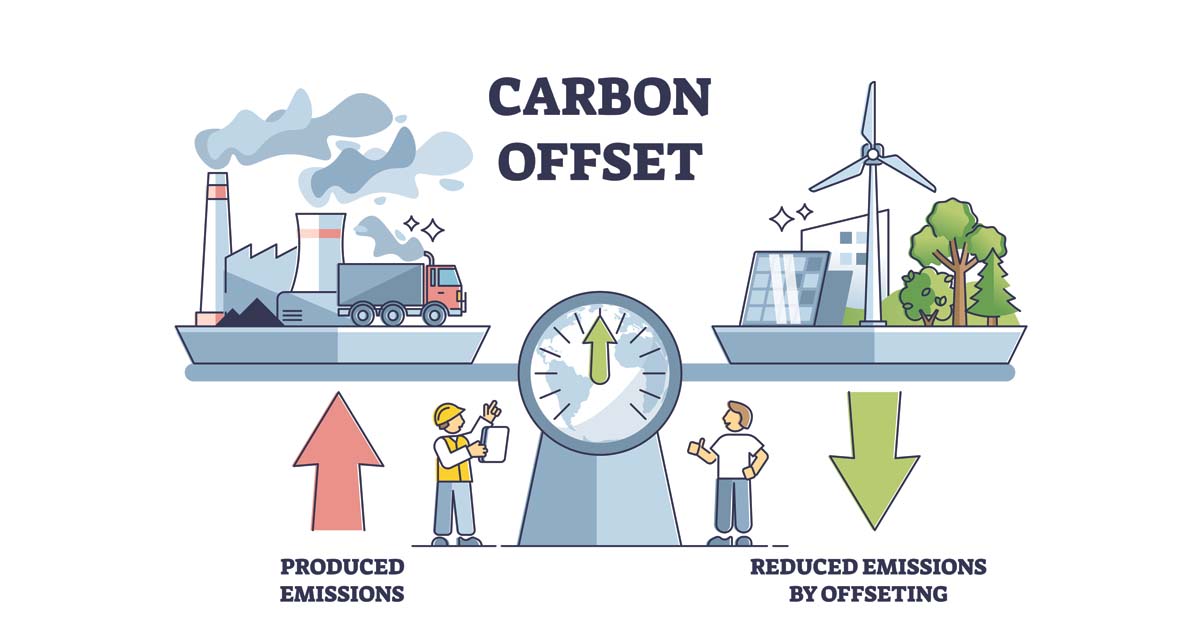 CARBON
OFFSET
PRODUCED
EMISSIONS
REDUCED EMISSIONS
BY OFFSETING